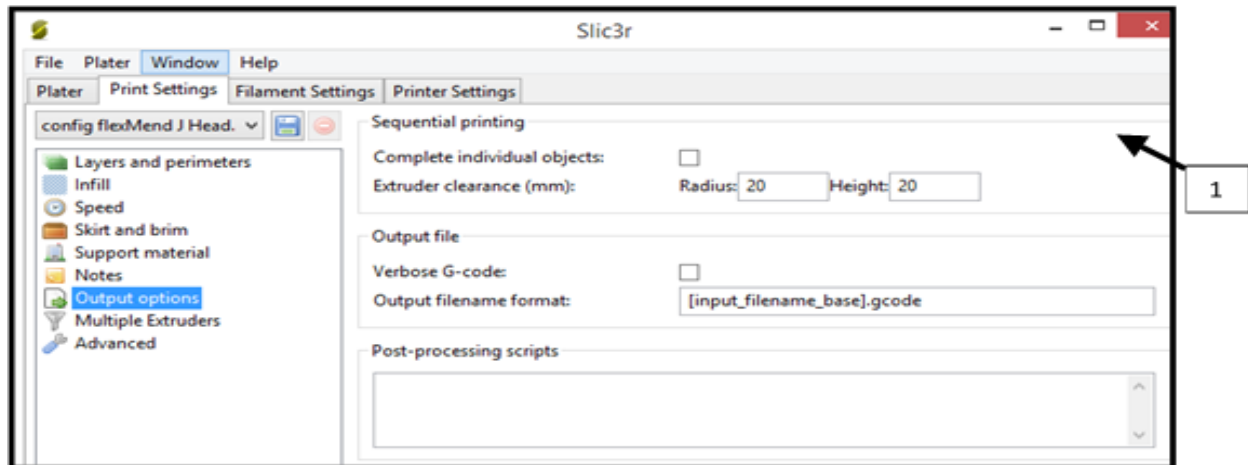 Slic3r
File Plater Window Help
Plater Print Settings Filament Settings Printer Settings
config flexMend J Head.
Layers and perimeters
Infill
Speed
Skirt and brim
Support material
Notes
Output options
Multiple Extruders
Advanced
Sequential printing
Complete individual objects:
Extruder clearance (mm): Radius: 20 Height: 20
Output file
Verbose G-code:
Output filename format: [input_filename_base].gcode
Post-processing scripts
1